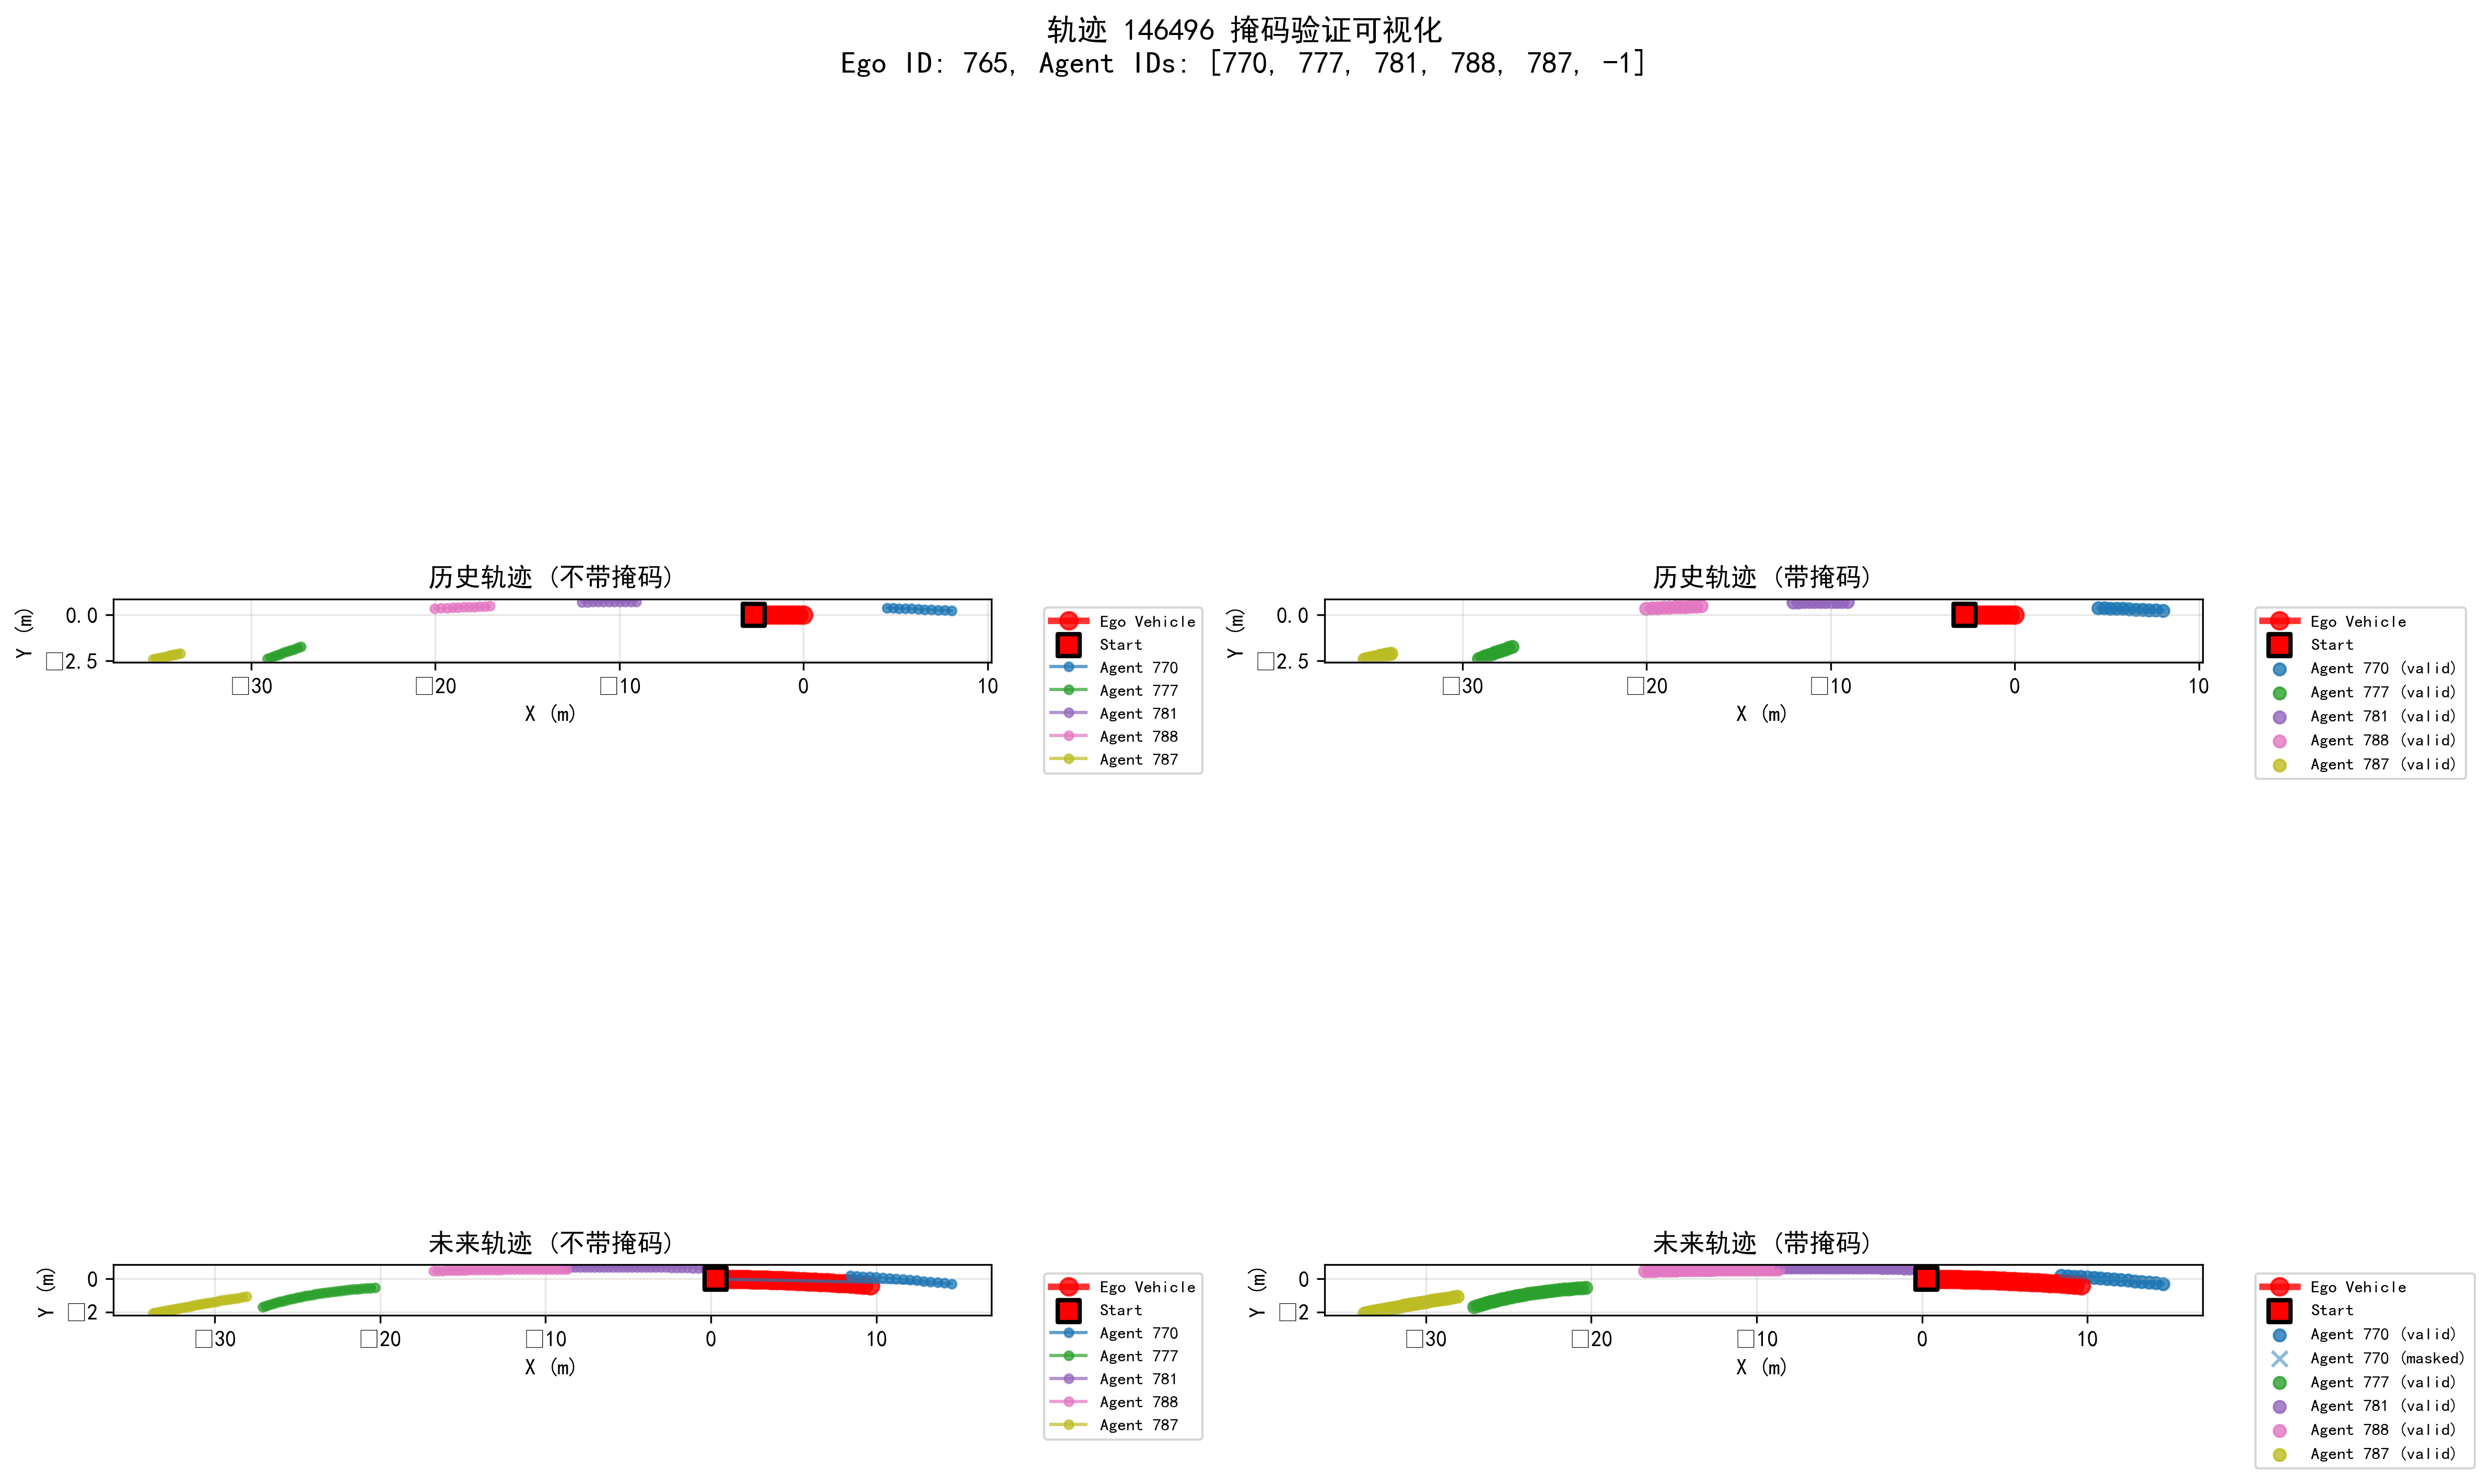 轨迹 146496 掩码验证可视化
Ego ID: 765, Agent IDs: [770, 777, 781, 788, 787, -1]
历史轨迹 (不带掩码)
Y (m)
0.0
□2.5
□30
□20
□10
0
10
X (m)
Ego Vehicle
Start
Agent 770
Agent 777
Agent 781
Agent 788
Agent 787
历史轨迹 (带掩码)
Y (m)
0.0
□2.5
□30
□20
□10
0
10
X (m)
Ego Vehicle
Start
Agent 770 (valid)
Agent 777 (valid)
Agent 781 (valid)
Agent 788 (valid)
Agent 787 (valid)
未来轨迹 (不带掩码)
Y (m)
0
□2
□30
□20
□10
0
10
X (m)
Ego Vehicle
Start
Agent 770
Agent 777
Agent 781
Agent 788
Agent 787
未来轨迹 (带掩码)
Y (m)
0
□2
□30
□20
□10
0
10
X (m)
Ego Vehicle
Start
Agent 770 (valid)
Agent 770 (masked)
Agent 777 (valid)
Agent 781 (valid)
Agent 788 (valid)
Agent 787 (valid)